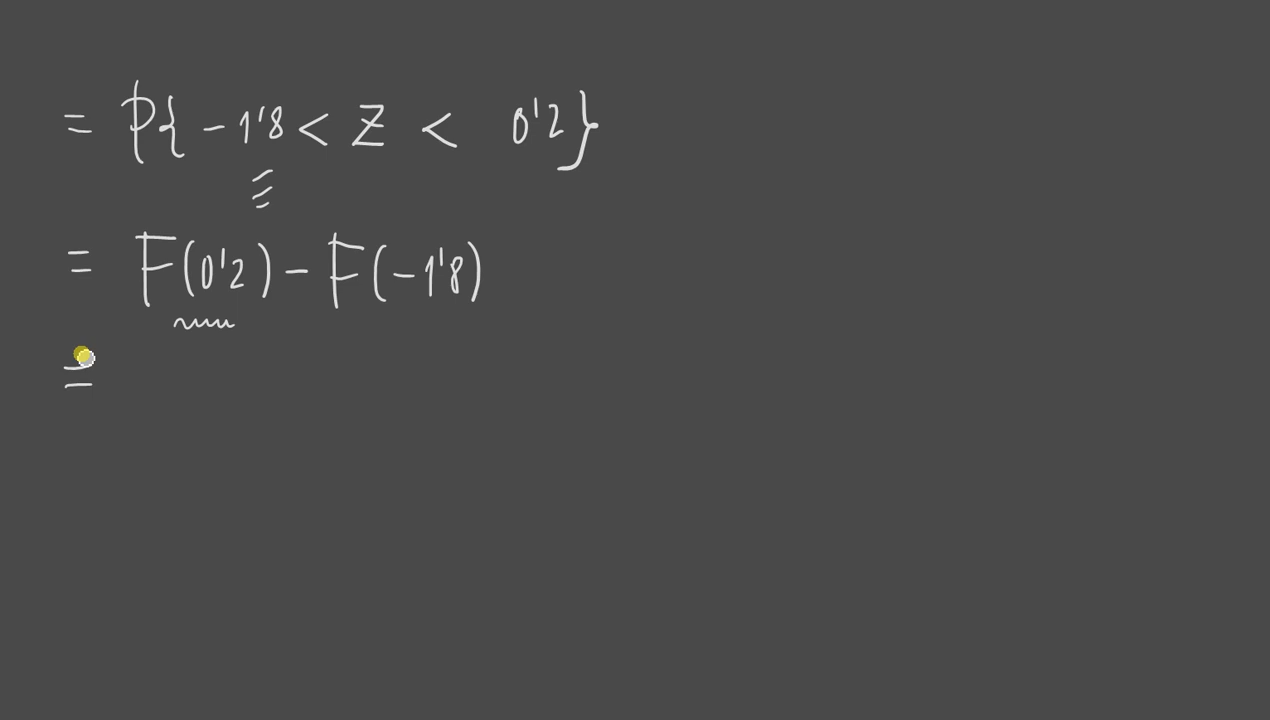 = P{ -1'8 < Z < 0'2}
= F(0'2) - F(-1'8)
=